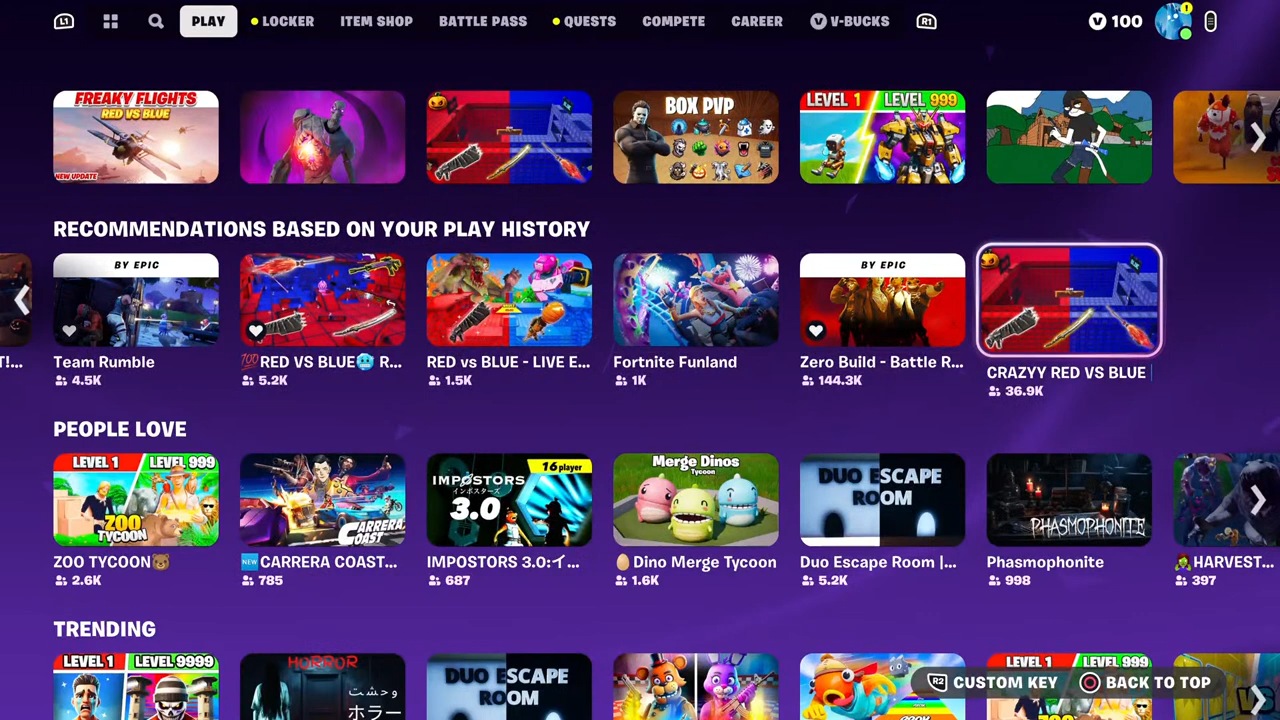 L1
PLAY
LOCKER
ITEM SHOP
BATTLE PASS
QUESTS
COMPETE
CAREER
V V-BUCKS
R1
V 100
!
FREAKY FLIGHTS
RED VS BLUE
NEW UPDATE
BOX PVP
LEVEL 1
LEVEL 999
RECOMMENDATIONS BASED ON YOUR PLAY HISTORY
BY EPIC
BY EPIC
T!...
Team Rumble
💯RED VS BLUE🥶 R...
RED vs BLUE - LIVE E...
Fortnite Funland
Zero Build - Battle R...
CRAZYY RED VS BLUE
4.5K
5.2K
1.5K
1K
144.3K
36.9K
PEOPLE LOVE
LEVEL 1
LEVEL 999
ZOO
TYCOON
CARRERA
COAST
16 player
IMPOSTORS
インポスターズ
3.0
Merge Dinos
Tycoon
DUO ESCAPE
ROOM
PHASMOPHONITE
ZOO TYCOON🐻
🆕CARRERA COAST...
IMPOSTORS 3.0:イ...
🥚Dino Merge Tycoon
Duo Escape Room |...
Phasmophonite
HARVEST...
2.6K
785
687
1.6K
5.2K
998
397
TRENDING
LEVEL 1
LEVEL 9999
HORROR
وحشت
ホラー
DUO ESCAPE
ROOM
LEVEL 1
LEVEL 999
R2 CUSTOM KEY
BACK TO TOP